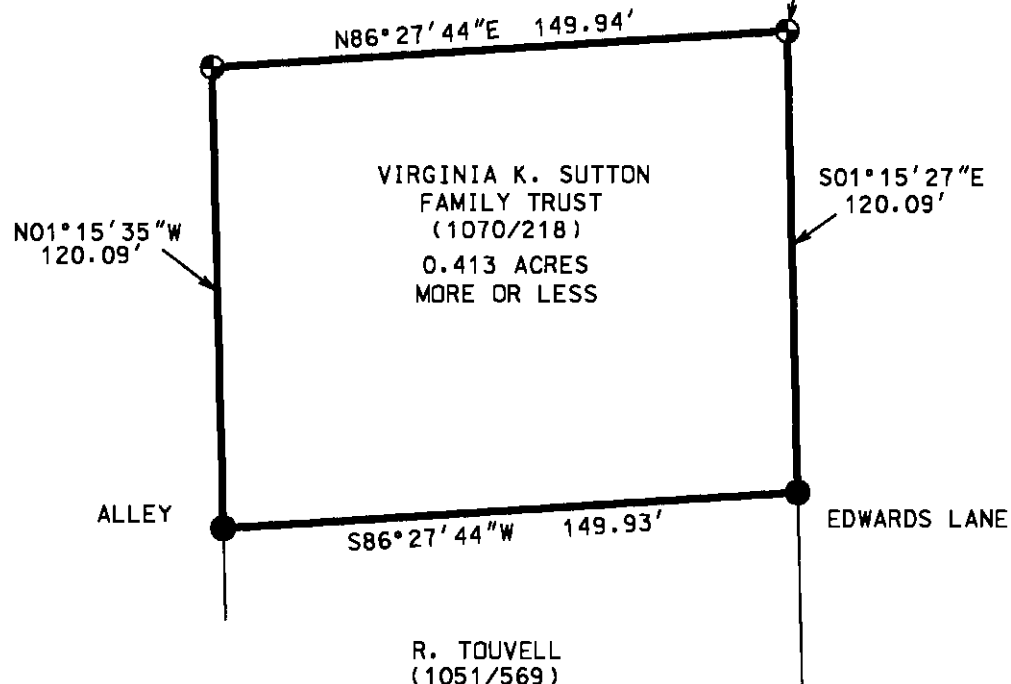 N86°27'44"E 149.94'
VIRGINIA K. SUTTON
FAMILY TRUST
(1070/218)
0.413 ACRES
MORE OR LESS
N01°15'35"W
120.09'
S01°15'27"E
120.09'
ALLEY
S86°27'44"W 149.93'
EDWARDS LANE
R. TOUVELL
(1051/569)